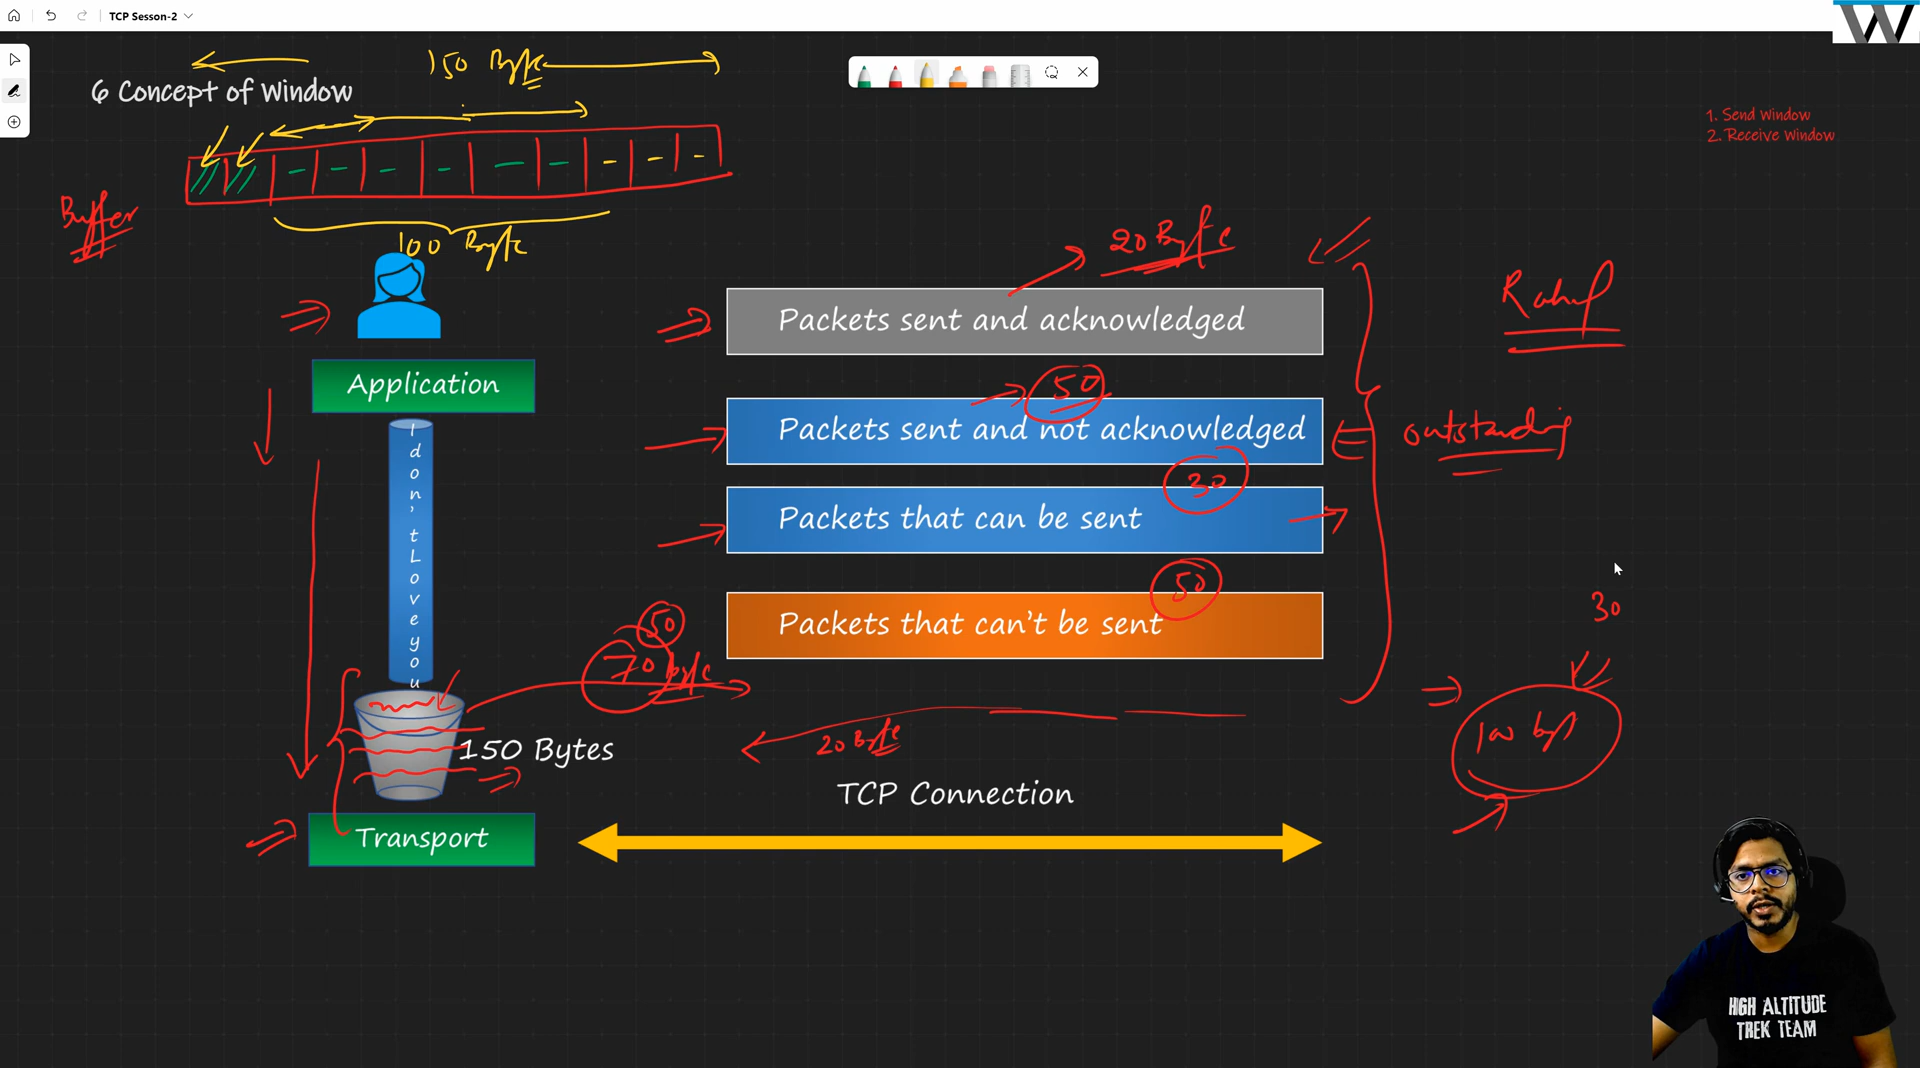 TCP Sesson-2
150 Byte
6 Concept of Window
1. Send Window
2. Receive Window
Buffer
100 Byte
20 Byte
Rahul
Packets sent and acknowledged
Application
50
Packets sent and not acknowledged
outstanding
30
Packets that can be sent
I don'tLoveyou
50
Packets that can't be sent
30
50
70 byte
100 byt
20 Byte
150 Bytes
TCP Connection
Transport
HIGH ALTITUDE
TREK TEAM
W